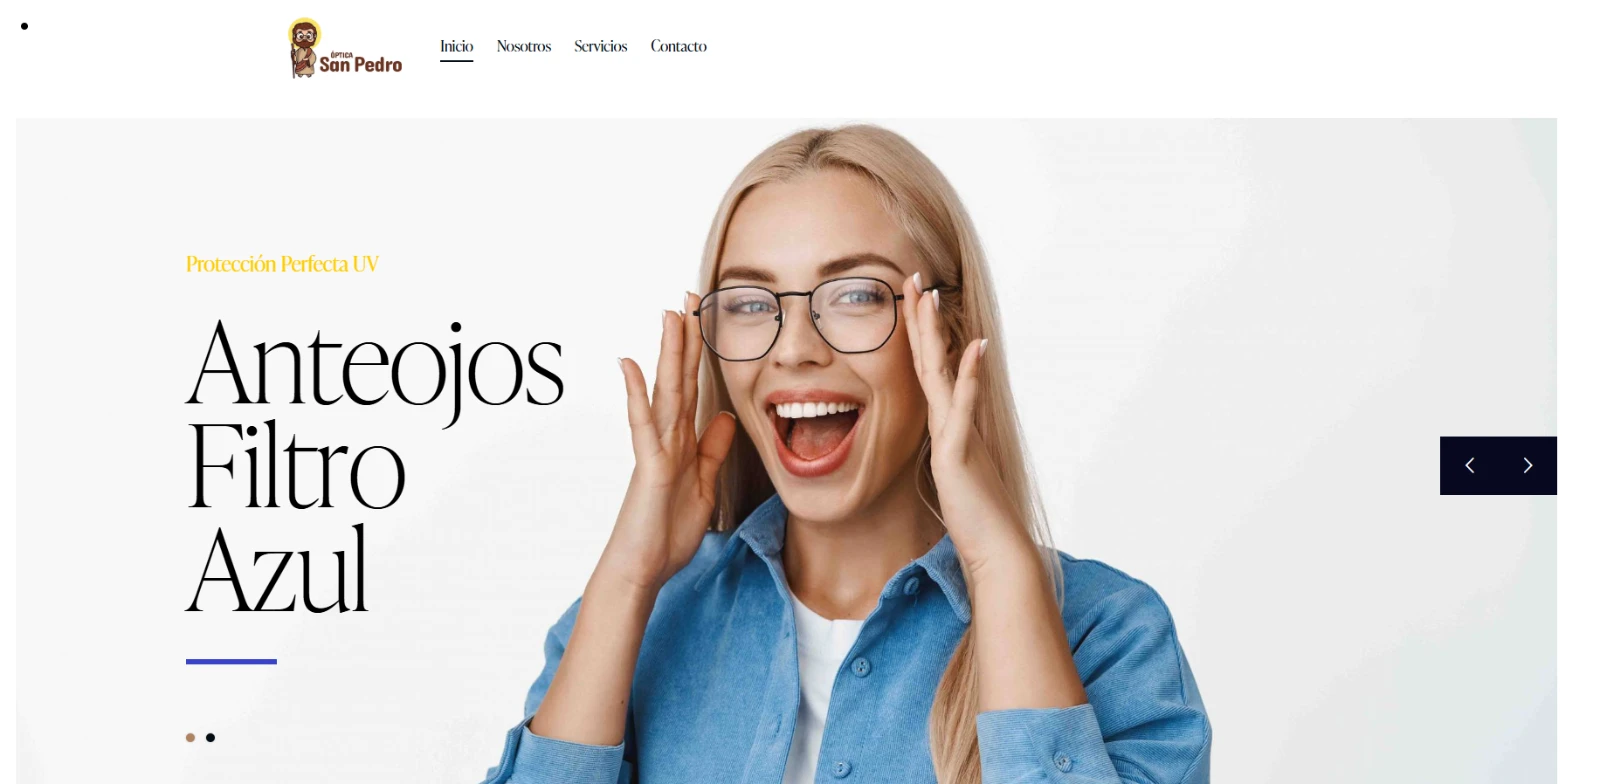 ÓPTICA
San Pedro
Inicio Nosotros Servicios Contacto
Protección Perfecta UV
Anteojos
Filtro
Azul